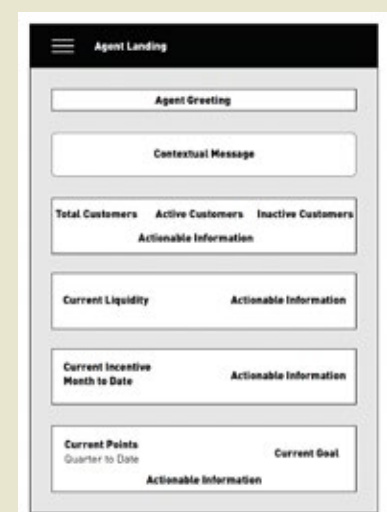 Agent Landing
Agent Greeting
Contextual Message
Total Customers Active Customers Inactive Customers
Actionable Information
Current Liquidity Actionable Information
Current Incentive
Month to Date
Actionable Information
Current Points
Quarter to Date
Current Goal
Actionable Information